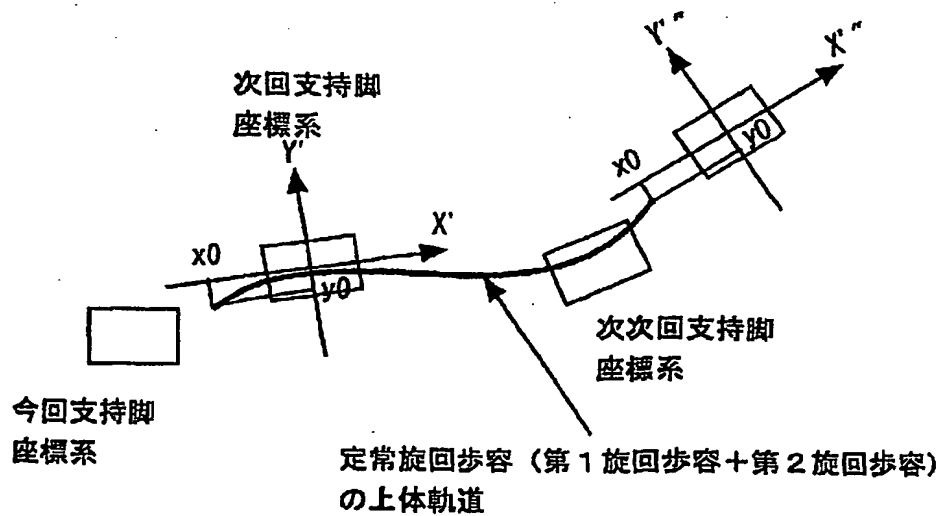 次回支持脚
座標系
Y'
X'
x0
y0
Y'"
X'"
x0
y0
今回支持脚
座標系
次次回支持脚
座標系
定常旋回歩容（第１旋回歩容＋第２旋回歩容）
の上体軌道